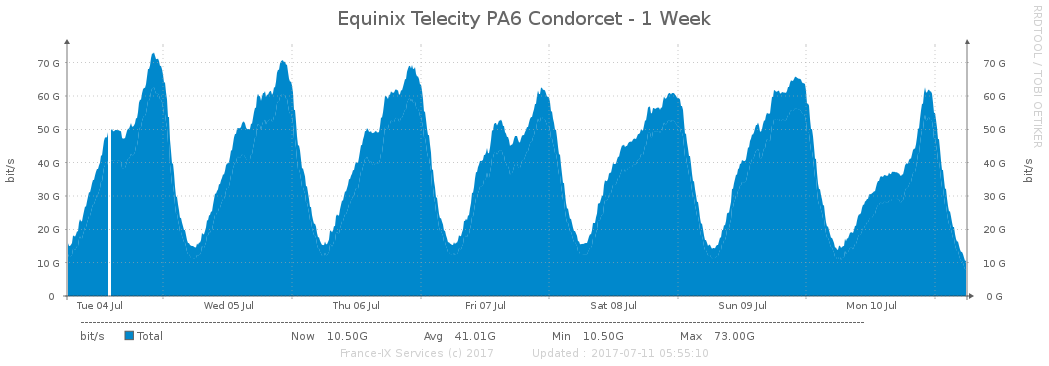 Equinix Telecity PA6 Condorcet - 1 Week
RRDTOOL / TOBI OETIKER
bit/s
bit/s
70 G 70 G
60 G 60 G
50 G 50 G
40 G 40 G
30 G 30 G
20 G 20 G
10 G 10 G
0 0 G
Tue 04 Jul Wed 05 Jul Thu 06 Jul Fri 07 Jul Sat 08 Jul Sun 09 Jul Mon 10 Jul
bit/s Total Now 10.50G Avg 41.01G Min 10.50G Max 73.00G
France-IX Services (c) 2017 Updated : 2017-07-11 05:55:10